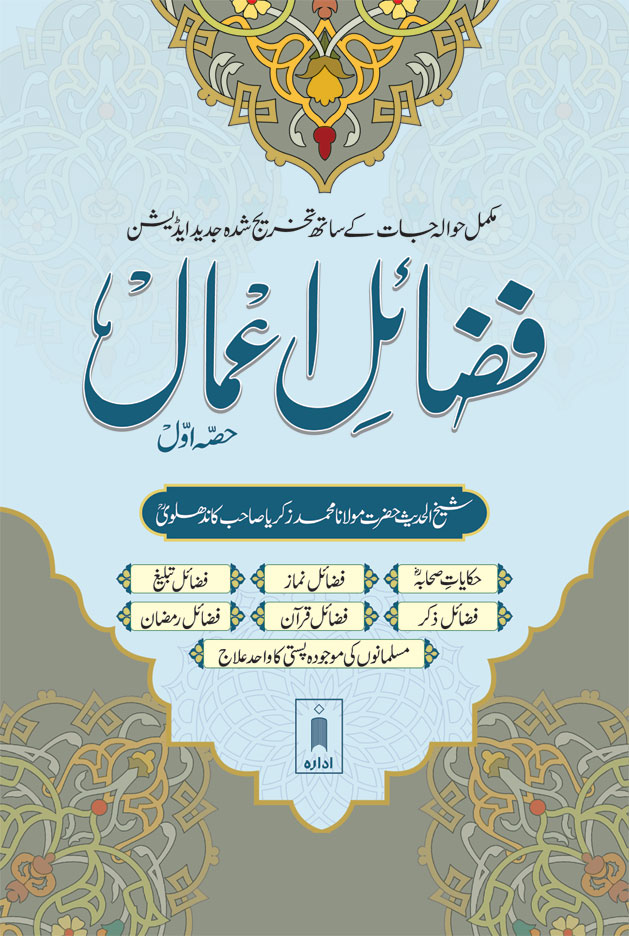 مکمل حوالہ جات کے ساتھ تخریج شدہ جدید ایڈیشن
فضائلِ اعمال
حصّہ اوّل
شیخ الحدیث حضرت مولانا محمد زکریا صاحب کاندھلویؒ
حکایاتِ صحابہؓ فضائل نماز فضائل تبلیغ
فضائل ذکر فضائل قرآن فضائل رمضان
مسلمانوں کی موجودہ پستی کا واحد علاج
ادارہ